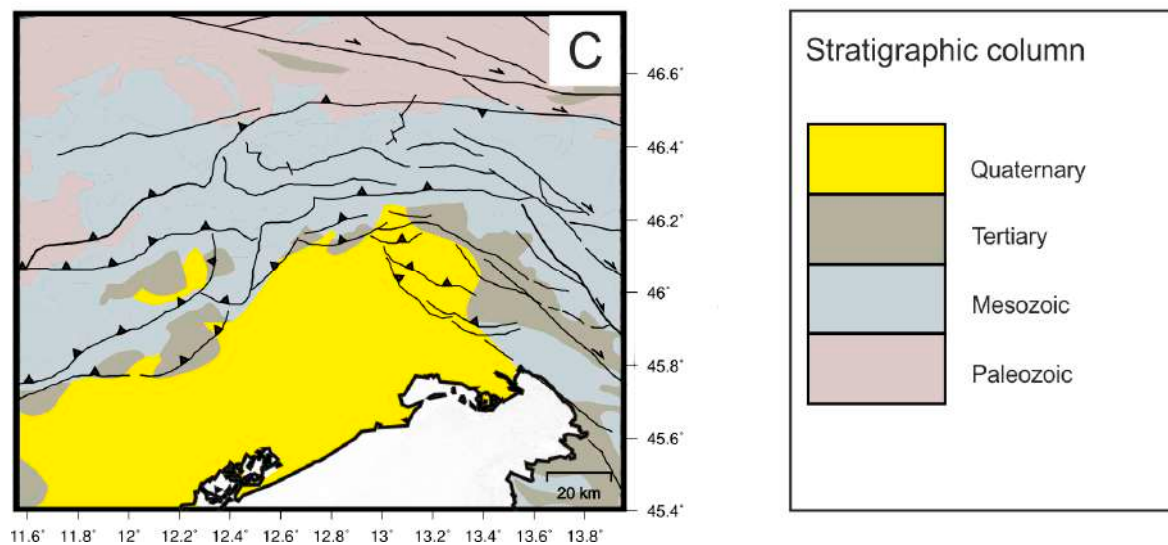 C
46.6°
46.4°
46.2°
46°
45.8°
45.6°
45.4°
20 km
11.6° 11.8° 12° 12.2° 12.4° 12.6° 12.8° 13° 13.2° 13.4° 13.6° 13.8°
Stratigraphic column
Quaternary
Tertiary
Mesozoic
Paleozoic